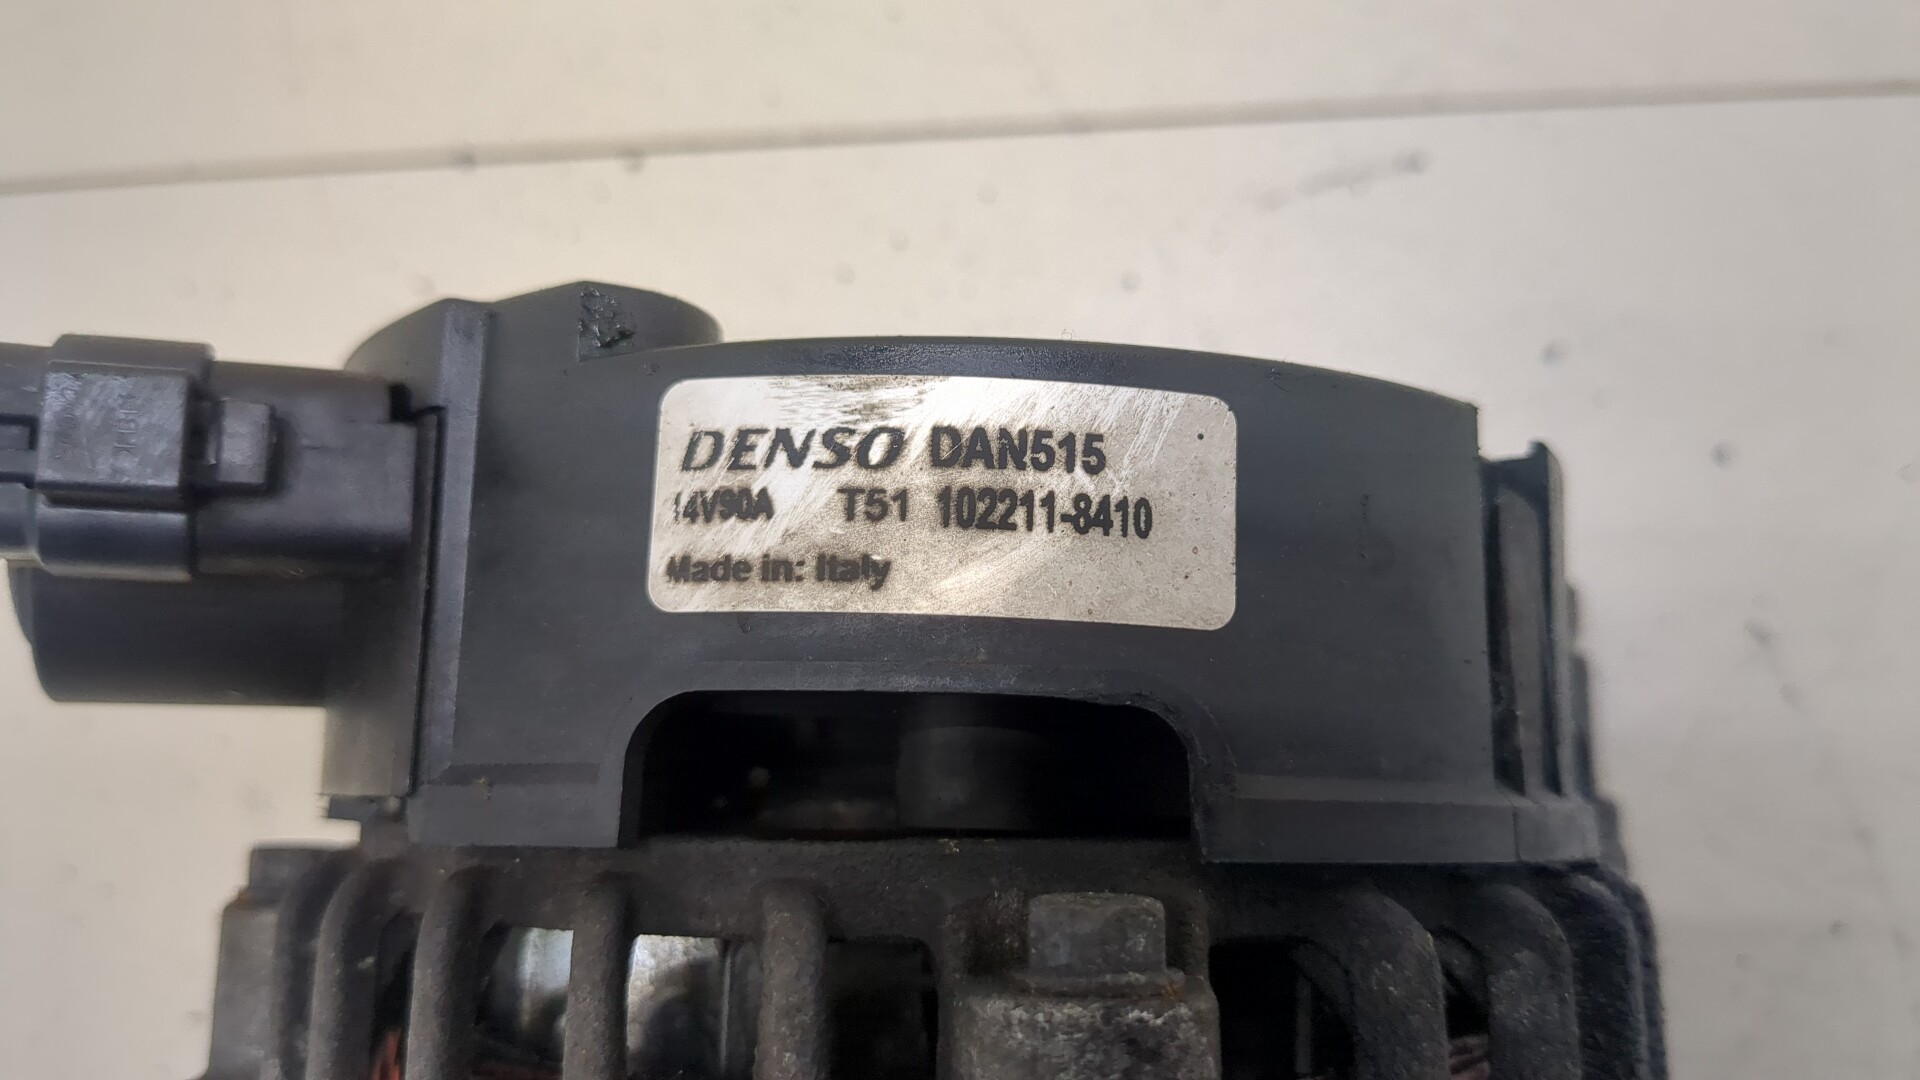 DENSO DAN515
14V90A T51 102211-8410
Made in: Italy